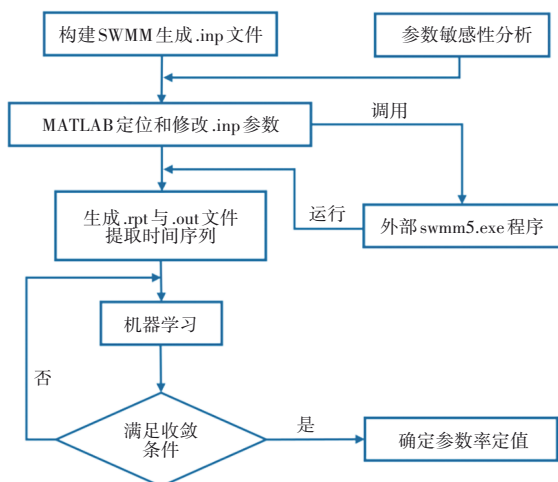 构建SWMM生成.inp文件
参数敏感性分析
MATLAB定位和修改.inp参数
调用
生成.rpt与.out文件
提取时间序列
运行
外部swmm5.exe程序
机器学习
否
满足收敛
条件
是
确定参数率定值